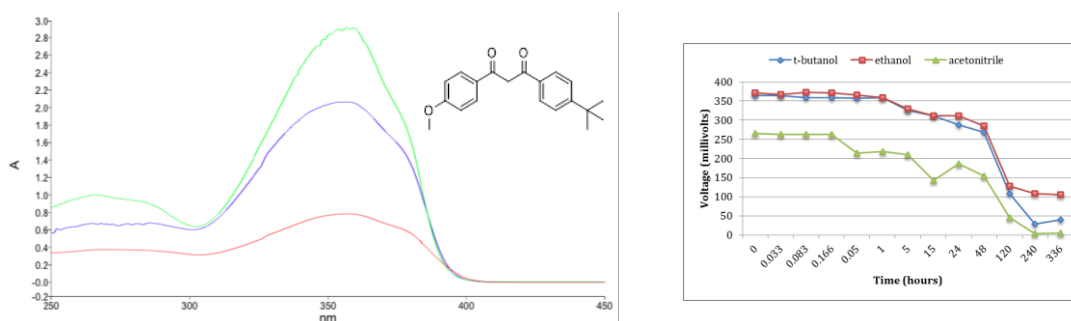 3.0
2.8
2.6
2.4
2.2
2.0
1.8
1.6
1.4
1.2
1.0
0.8
0.6
0.4
0.2
-0.0
-0.2
A
250 300 350 400 450
nm
O O
O
t-butanol ethanol acetonitrile
400
350
300
250
200
150
100
50
0
Voltage (millivolts)
0 0.033 0.083 0.166 0.05 1 5 15 24 48 120 240 336
Time (hours)